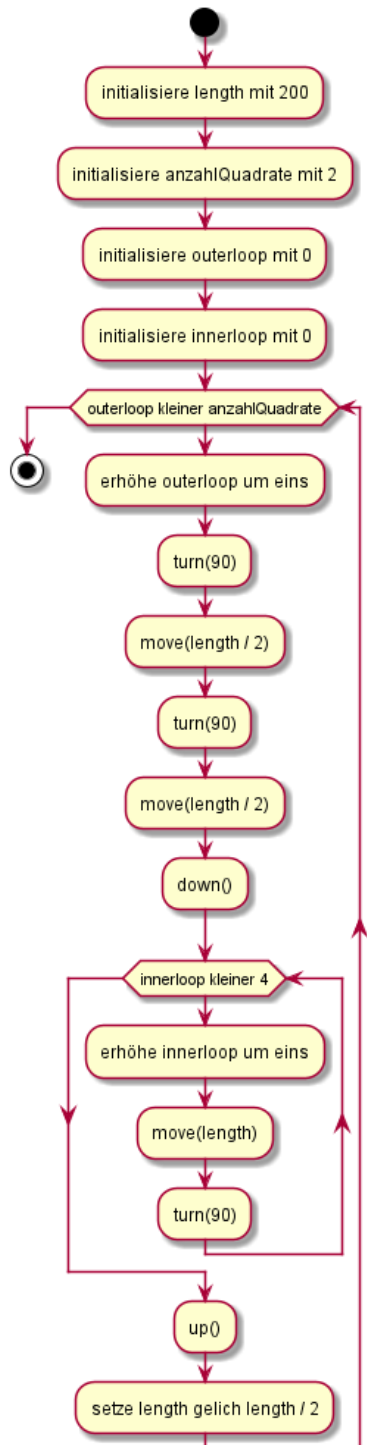 initialisiere length mit 200
initialisiere anzahlQuadrate mit 2
initialisiere outerloop mit 0
initialisiere innerloop mit 0
outerloop kleiner anzahlQuadrate
erhöhe outerloop um eins
turn(90)
move(length / 2)
turn(90)
move(length / 2)
down()
innerloop kleiner 4
erhöhe innerloop um eins
move(length)
turn(90)
up()
setze length gelich length / 2